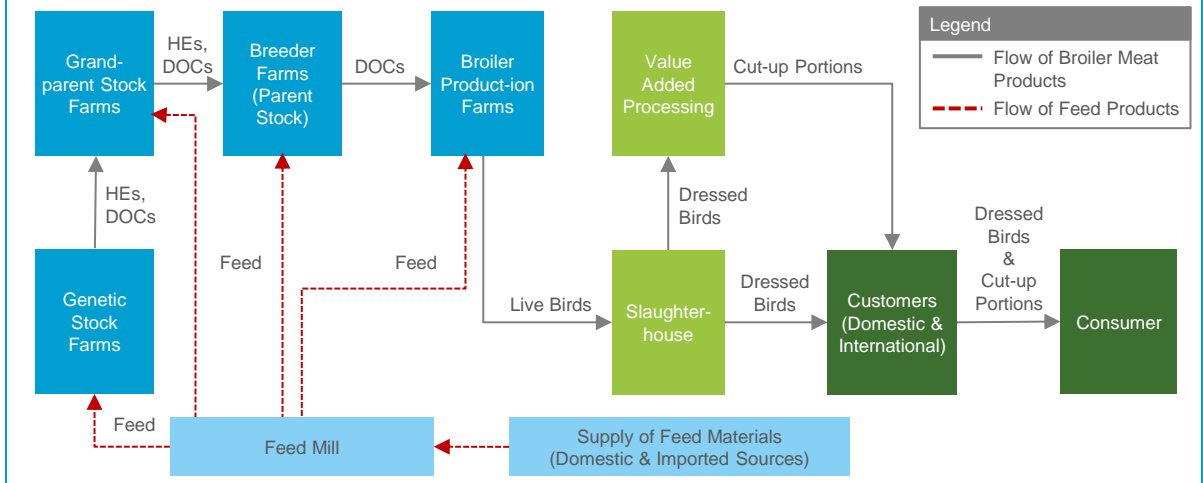 Grand-
parent Stock
Farms
HEs,
DOCs
Breeder
Farms
(Parent
Stock)
DOCs
Broiler
Product-ion
Farms
Value
Added
Processing
Cut-up Portions
Legend
Flow of Broiler Meat
Products
Flow of Feed Products
HEs,
DOCs
Dressed
Birds
Genetic
Stock
Farms
Feed
Feed
Live Birds
Slaughter-
house
Dressed
Birds
Customers
(Domestic &
International)
Dressed
Birds
&
Cut-up
Portions
Consumer
Feed
Feed Mill
Supply of Feed Materials
(Domestic & Imported Sources)